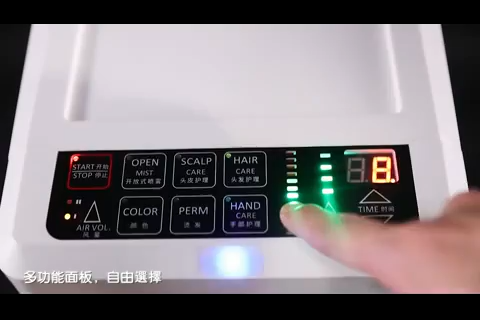 START 开始
STOP 停止
OPEN
MIST
开放式喷雾
SCALP
CARE
头皮护理
HAIR
CARE
头发护理
8.
AIR VOL.
风量
COLOR
颜色
PERM
烫发
HAND
CARE
手部护理
TIME 时间
多功能面板，自由選擇